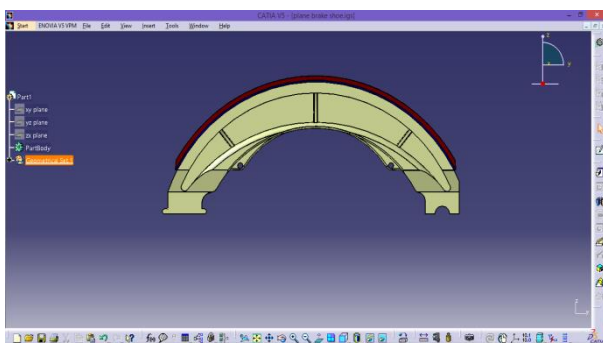 CATIA V5 - [plane brake shoe.igs]
Start ENOVIA V5 VPM File Edit View Insert Tools Window Help
z
y
Part1
xy plane
yz plane
zx plane
PartBody
Geometrical Set.1
z
y